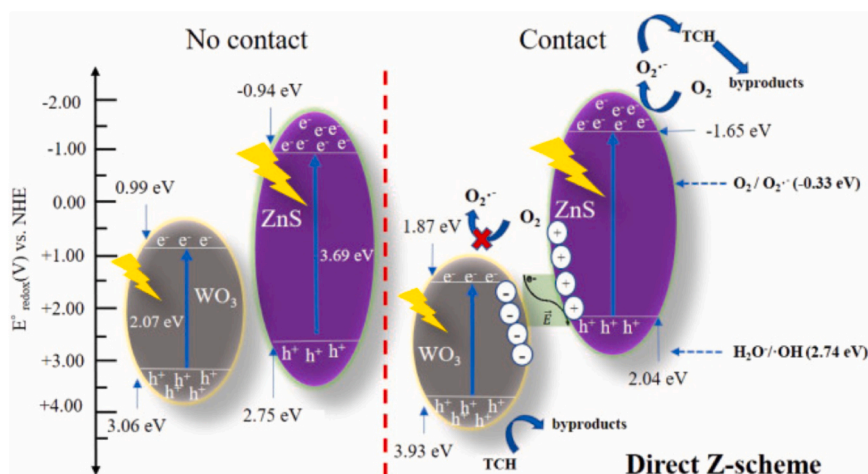 No contact
Contact
TCH
O₂·⁻
O₂
byproducts
E°redox(V) vs. NHE
-2.00
-1.00
0.00
+1.00
+2.00
+3.00
+4.00
-0.94 eV
e⁻
e⁻ e⁻
e⁻ e⁻ e⁻ e⁻
ZnS
3.69 eV
h⁺ h⁺ h⁺
2.75 eV
0.99 eV
e⁻ e⁻ e⁻
WO₃
2.07 eV
h⁺ h⁺ h⁺
h⁺ h⁺
3.06 eV
e⁻
e⁻ e⁻
e⁻ e⁻ e⁻ e⁻
-1.65 eV
ZnS
O₂ / O₂·⁻ (-0.33 eV)
O₂·⁻
O₂
1.87 eV
e⁻ e⁻ e⁻
WO₃
- - - -
+ + + +
e-
E⃗
h⁺ h⁺ h⁺
2.04 eV
H₂O⁻/·OH (2.74 eV)
h⁺ h⁺ h⁺
h⁺ h⁺
3.93 eV
TCH
byproducts
Direct Z-scheme